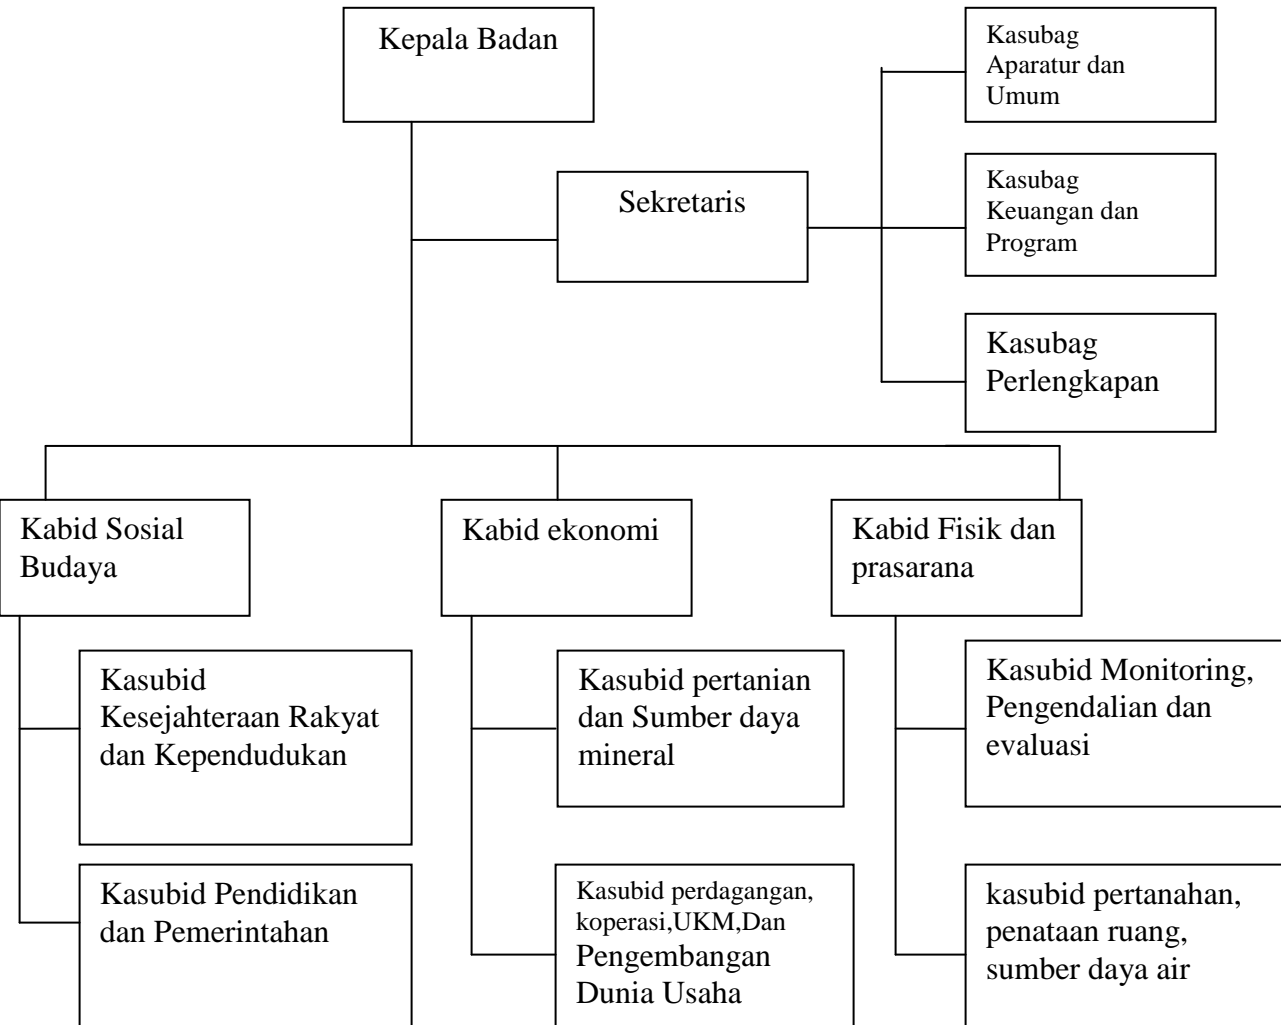 Kepala Badan
Kasubag
Aparatur dan
Umum
Sekretaris
Kasubag
Keuangan dan
Program
Kasubag
Perlengkapan
Kabid Sosial
Budaya
Kabid ekonomi
Kabid Fisik dan
prasarana
Kasubid
Kesejahteraan Rakyat
dan Kependudukan
Kasubid pertanian
dan Sumber daya
mineral
Kasubid Monitoring,
Pengendalian dan
evaluasi
Kasubid Pendidikan
dan Pemerintahan
Kasubid perdagangan,
koperasi,UKM,Dan
Pengembangan
Dunia Usaha
kasubid pertanahan,
penataan ruang,
sumber daya air